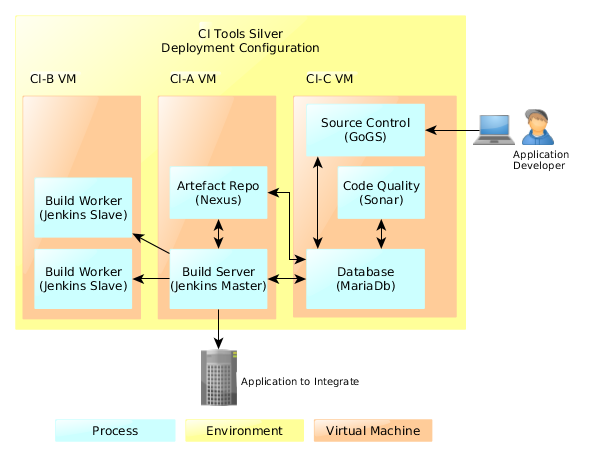 CI Tools Silver
Deployment Configuration
CI-B VM
CI-A VM
CI-C VM
Source Control
(GoGS)
Application
Developer
Artefact Repo
(Nexus)
Code Quality
(Sonar)
Build Worker
(Jenkins Slave)
Build Worker
(Jenkins Slave)
Build Server
(Jenkins Master)
Database
(MariaDb)
Application to Integrate
Process
Environment
Virtual Machine